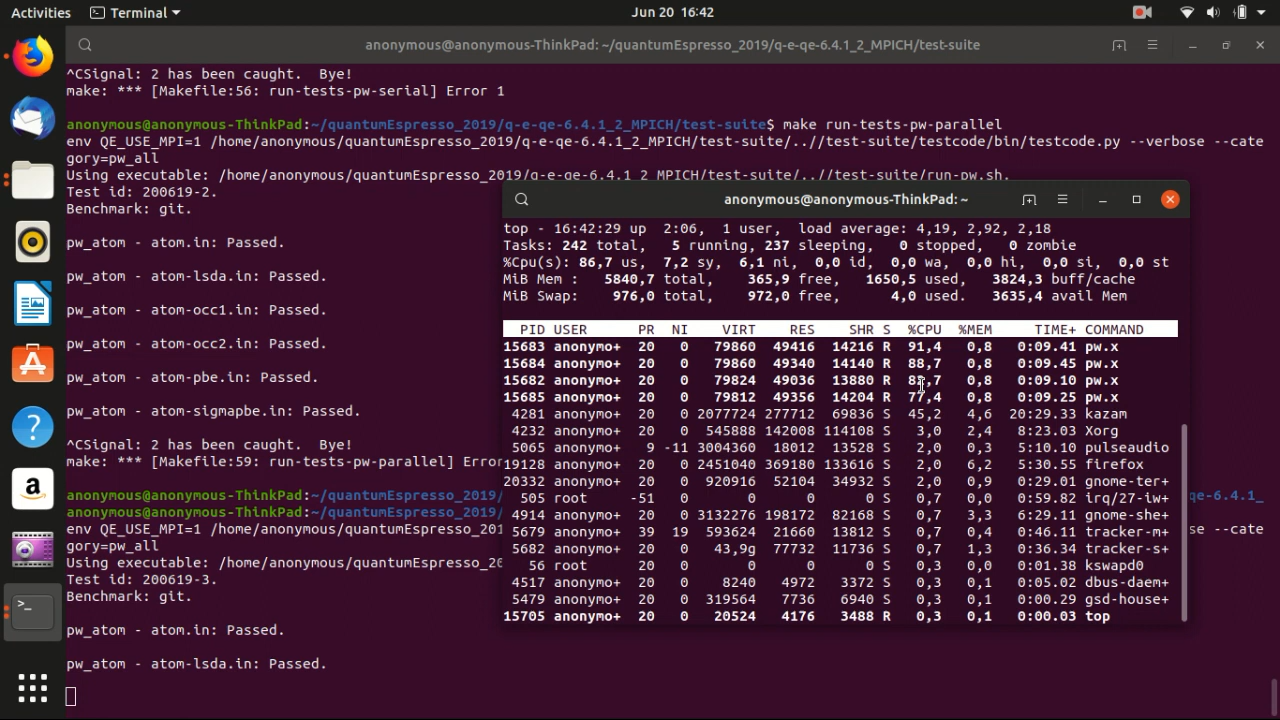 Activities
Terminal
Jun 20 16:42
anonymous@anonymous-ThinkPad: ~/quantumEspresso_2019/q-e-qe-6.4.1_2_MPICH/test-suite
^CSignal: 2 has been caught.  Bye!
make: *** [Makefile:56: run-tests-pw-serial] Error 1
anonymous@anonymous-ThinkPad:~/quantumEspresso_2019/q-e-qe-6.4.1_2_MPICH/test-suite$ make run-tests-pw-parallel
env QE_USE_MPI=1 /home/anonymous/quantumEspresso_2019/q-e-qe-6.4.1_2_MPICH/test-suite/..//test-suite/testcode/bin/testcode.py --verbose --cate
gory=pw_all
Using executable: /home/anonymous/quantumEspresso_2019/q-e-qe-6.4.1_2_MPICH/test-suite/..//test-suite/run-pw.sh.
Test id: 200619-2.
Benchmark: git.
pw_atom - atom.in: Passed.
pw_atom - atom-lsda.in: Passed.
pw_atom - atom-occ1.in: Passed.
pw_atom - atom-occ2.in: Passed.
pw_atom - atom-pbe.in: Passed.
pw_atom - atom-sigmapbe.in: Passed.
^CSignal: 2 has been caught.  Bye!
make: *** [Makefile:59: run-tests-pw-parallel] Error
anonymous@anonymous-ThinkPad:~/quantumEspresso_2019/ qe-6.4.1_
anonymous@anonymous-ThinkPad:~/quantumEspresso_2019/
env QE_USE_MPI=1 /home/anonymous/quantumEspresso_201 se --cate
gory=pw_all
Using executable: /home/anonymous/quantumEspresso_20
Test id: 200619-3.
Benchmark: git.
pw_atom - atom.in: Passed.
pw_atom - atom-lsda.in: Passed.
anonymous@anonymous-ThinkPad: ~
top - 16:42:29 up  2:06,  1 user,  load average: 4,19, 2,92, 2,18
Tasks: 242 total,   5 running, 237 sleeping,   0 stopped,   0 zombie
%Cpu(s): 86,7 us,  7,2 sy,  6,1 ni,  0,0 id,  0,0 wa,  0,0 hi,  0,0 si,  0,0 st
MiB Mem :   5840,7 total,    365,9 free,   1650,5 used,   3824,3 buff/cache
MiB Swap:    976,0 total,    972,0 free,      4,0 used.   3635,4 avail Mem
PID USER PR NI VIRT RES SHR S %CPU %MEM TIME+ COMMAND
15683 anonymo+ 20 0 79860 49416 14216 R 91,4 0,8 0:09.41 pw.x
15684 anonymo+ 20 0 79860 49340 14140 R 88,7 0,8 0:09.45 pw.x
15682 anonymo+ 20 0 79824 49036 13880 R 0,8 0:09.10 pw.x
15685 anonymo+ 20 0 79812 49356 14204 R 77,4 0,8 0:09.25 pw.x
4281 anonymo+ 20 0 2077724 277712 69836 S 45,2 4,6 20:29.33 kazam
4232 anonymo+ 20 0 545888 142008 114108 S 3,0 2,4 8:23.03 Xorg
5065 anonymo+ 9 -11 3004360 18012 13528 S 2,0 0,3 5:10.10 pulseaudio
19128 anonymo+ 20 0 2451040 369180 133616 S 2,0 6,2 5:30.55 firefox
20332 anonymo+ 20 0 920916 52104 34932 S 2,0 0,9 0:29.01 gnome-ter+
505 root -51 0 0 0 0 S 0,7 0,0 0:59.82 irq/27-iw+
4914 anonymo+ 20 0 3132276 198172 82168 S 0,7 3,3 6:29.11 gnome-she+
5679 anonymo+ 39 19 593624 21660 13812 S 0,7 0,4 0:46.11 tracker-m+
5682 anonymo+ 20 0 43,9g 77732 11736 S 0,7 1,3 0:36.34 tracker-s+
56 root 20 0 0 0 0 S 0,3 0,0 0:01.38 kswapd0
4517 anonymo+ 20 0 8240 4972 3372 S 0,3 0,1 0:05.02 dbus-daem+
5479 anonymo+ 20 0 319564 7736 6940 S 0,3 0,1 0:00.29 gsd-house+
15705 anonymo+ 20 0 20524 4176 3488 R 0,3 0,1 0:00.03 top